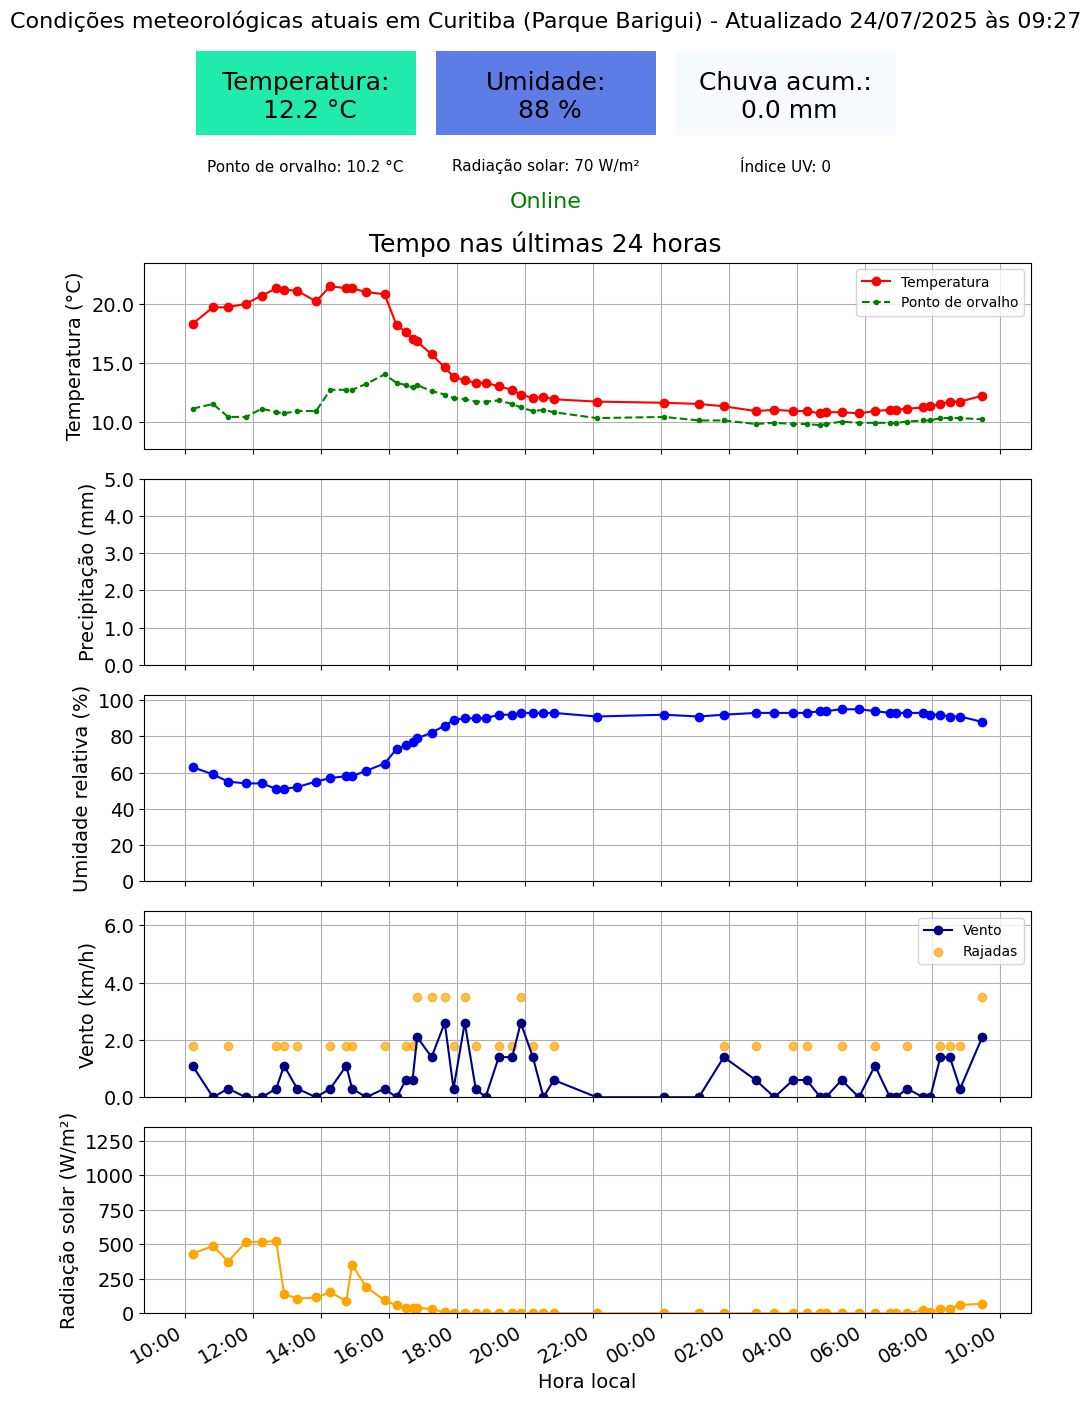 Condições meteorológicas atuais em Curitiba (Parque Barigui) - Atualizado 24/07/2025 às 09:27
Temperatura:
12.2 °C
Umidade:
88 %
Chuva acum.:
0.0 mm
Ponto de orvalho: 10.2 °C
Radiação solar: 70 W/m²
Índice UV: 0
Online
Tempo nas últimas 24 horas
Temperatura (°C)
20.0
15.0
10.0
Temperatura
Ponto de orvalho
Precipitação (mm)
5.0
4.0
3.0
2.0
1.0
0.0
Umidade relativa (%)
100
80
60
40
20
0
Vento (km/h)
6.0
4.0
2.0
0.0
Vento
Rajadas
Radiação solar (W/m²)
1250
1000
750
500
250
0
10:00
12:00
14:00
16:00
18:00
20:00
22:00
00:00
02:00
04:00
06:00
08:00
10:00
Hora local